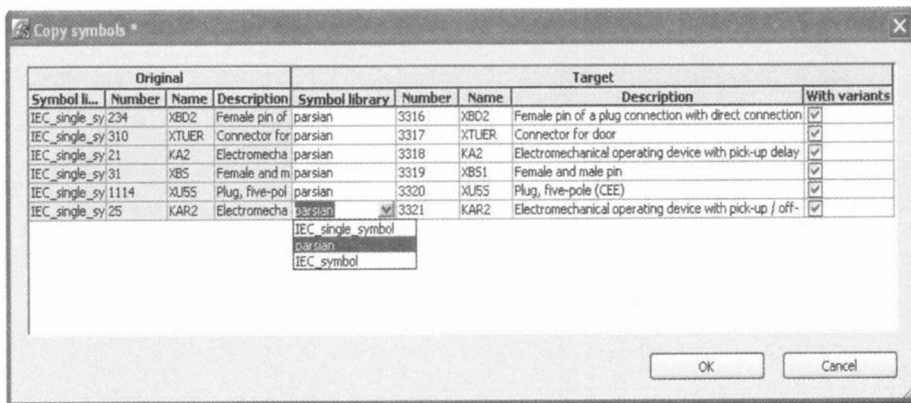 Copy symbols *
Original Target
Symbol li... Number Name Description Symbol library Number Name Description With variants
IEC_single_sy 234 XBD2 Female pin of parsian 3316 XBD2 Female pin of a plug connection with direct connection
IEC_single_sy 310 XTUER Connector for parsian 3317 XTUER Connector for door
IEC_single_sy 21 KA2 Electromecha parsian 3318 KA2 Electromechanical operating device with pick-up delay
IEC_single_sy 31 XBS Female and m parsian 3319 XBS1 Female and male pin
IEC_single_sy 1114 XU5S Plug, five-pol parsian 3320 XU5S Plug, five-pole (CEE)
IEC_single_sy 25 KAR2 Electromecha parsian 3321 KAR2 Electromechanical operating device with pick-up / off-
IEC_single_symbol
parsian
IEC_symbol
OK Cancel